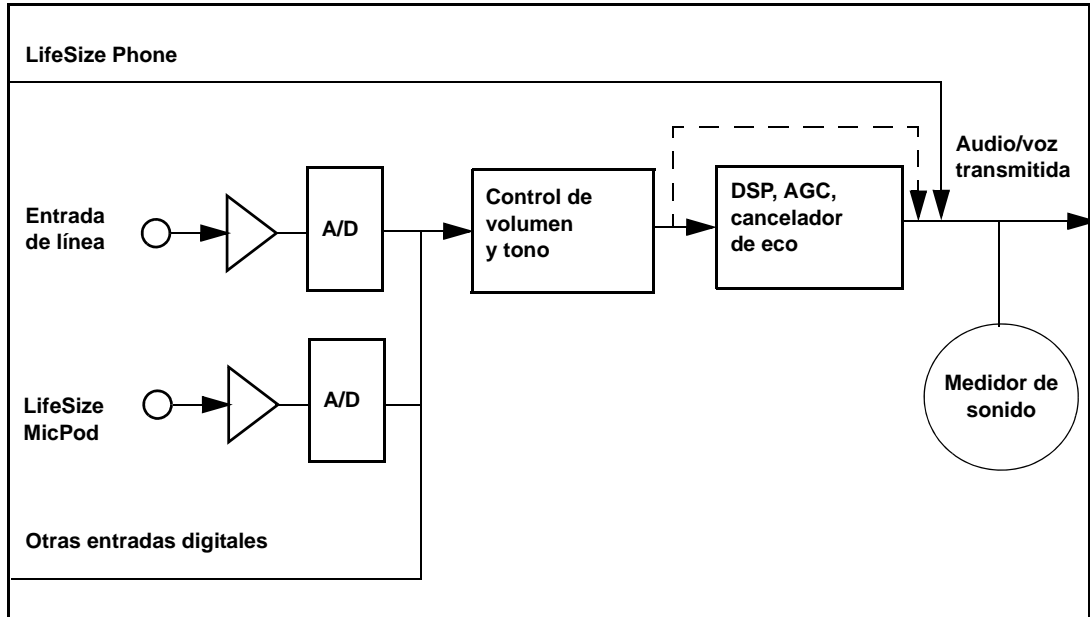 LifeSize Phone
Audio/voz
transmitida
Entrada
de línea
A/D
Control de
volumen
y tono
DSP, AGC,
cancelador
de eco
LifeSize
MicPod
A/D
Medidor de
sonido
Otras entradas digitales